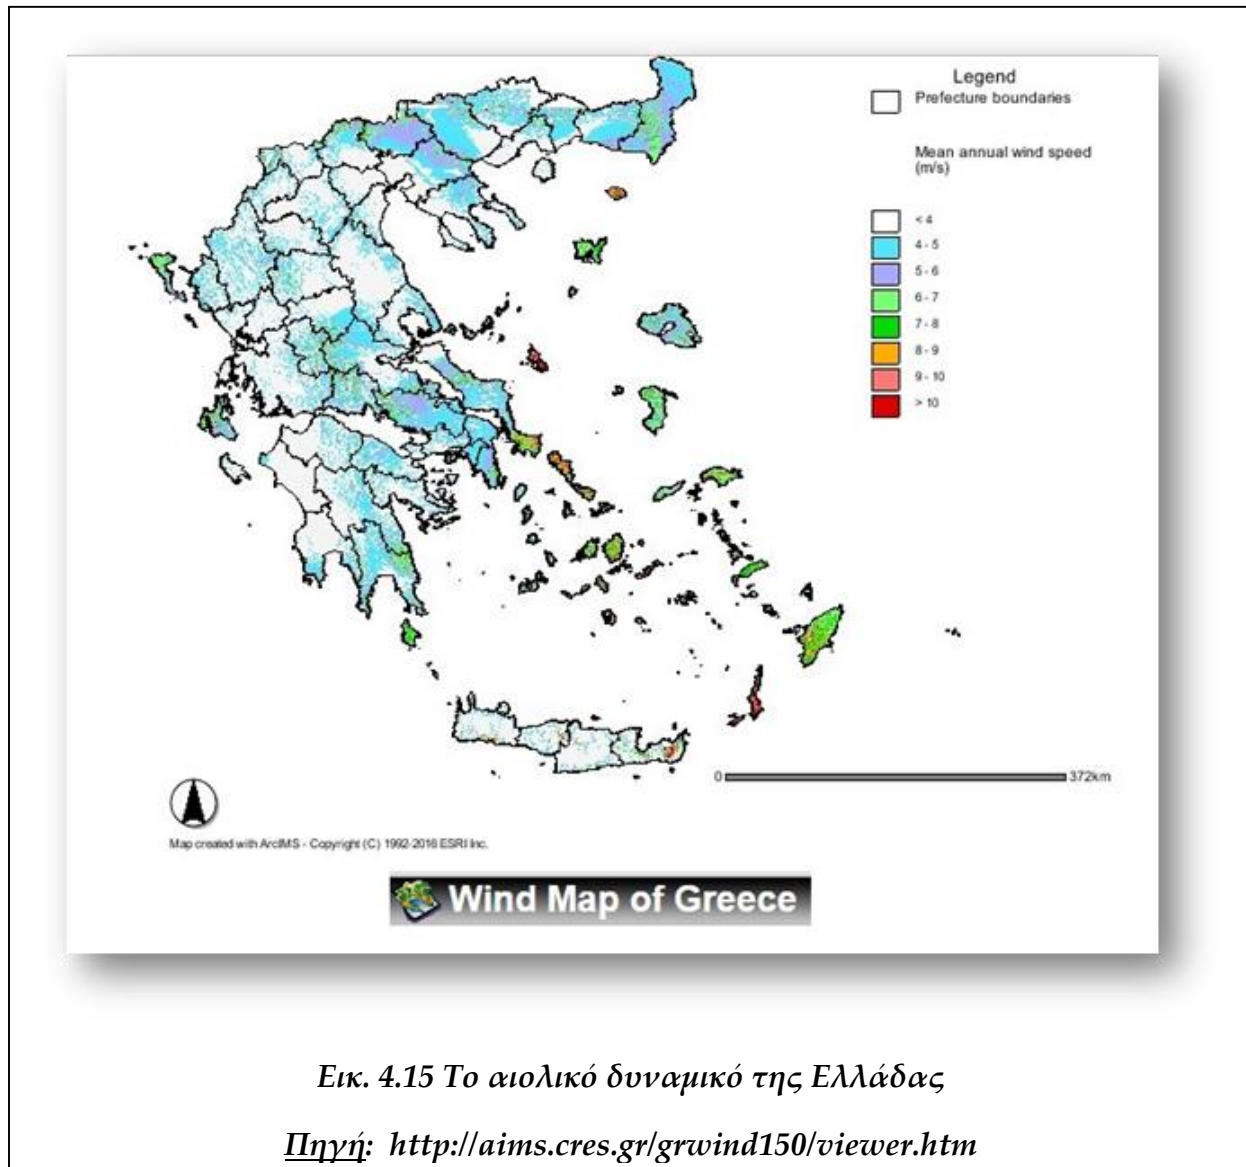 Legend
Prefecture boundaries
Mean annual wind speed
(m/s)
< 4
4 - 5
5 - 6
6 - 7
7 - 8
8 - 9
9 - 10
> 10
0
372km
Map created with ArcIMS - Copyright (C) 1992-2016 ESRI Inc.
Wind Map of Greece
Εικ. 4.15 Το αιολικό δυναμικό της Ελλάδας
Πηγή: http://aims.cres.gr/grwind150/viewer.htm